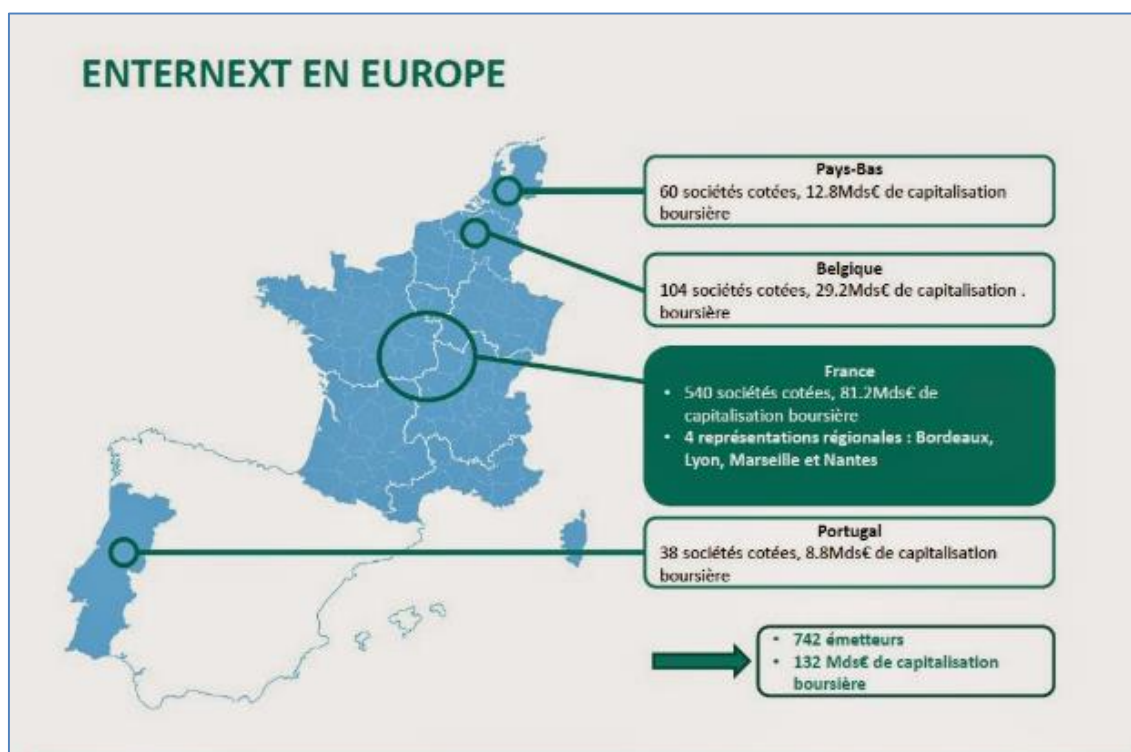 ENTERNEXT EN EUROPE
Pays-Bas
60 sociétés cotées, 12.8Mds€ de capitalisation
boursière
Belgique
104 sociétés cotées, 29.2Mds€ de capitalisation .
boursière
France
• 540 sociétés cotées, 81.2Mds€ de
capitalisation boursière
• 4 représentations régionales : Bordeaux,
Lyon, Marseille et Nantes
Portugal
38 sociétés cotées, 8.8Mds€ de capitalisation
boursière
• 742 émetteurs
• 132 Mds€ de capitalisation
boursière